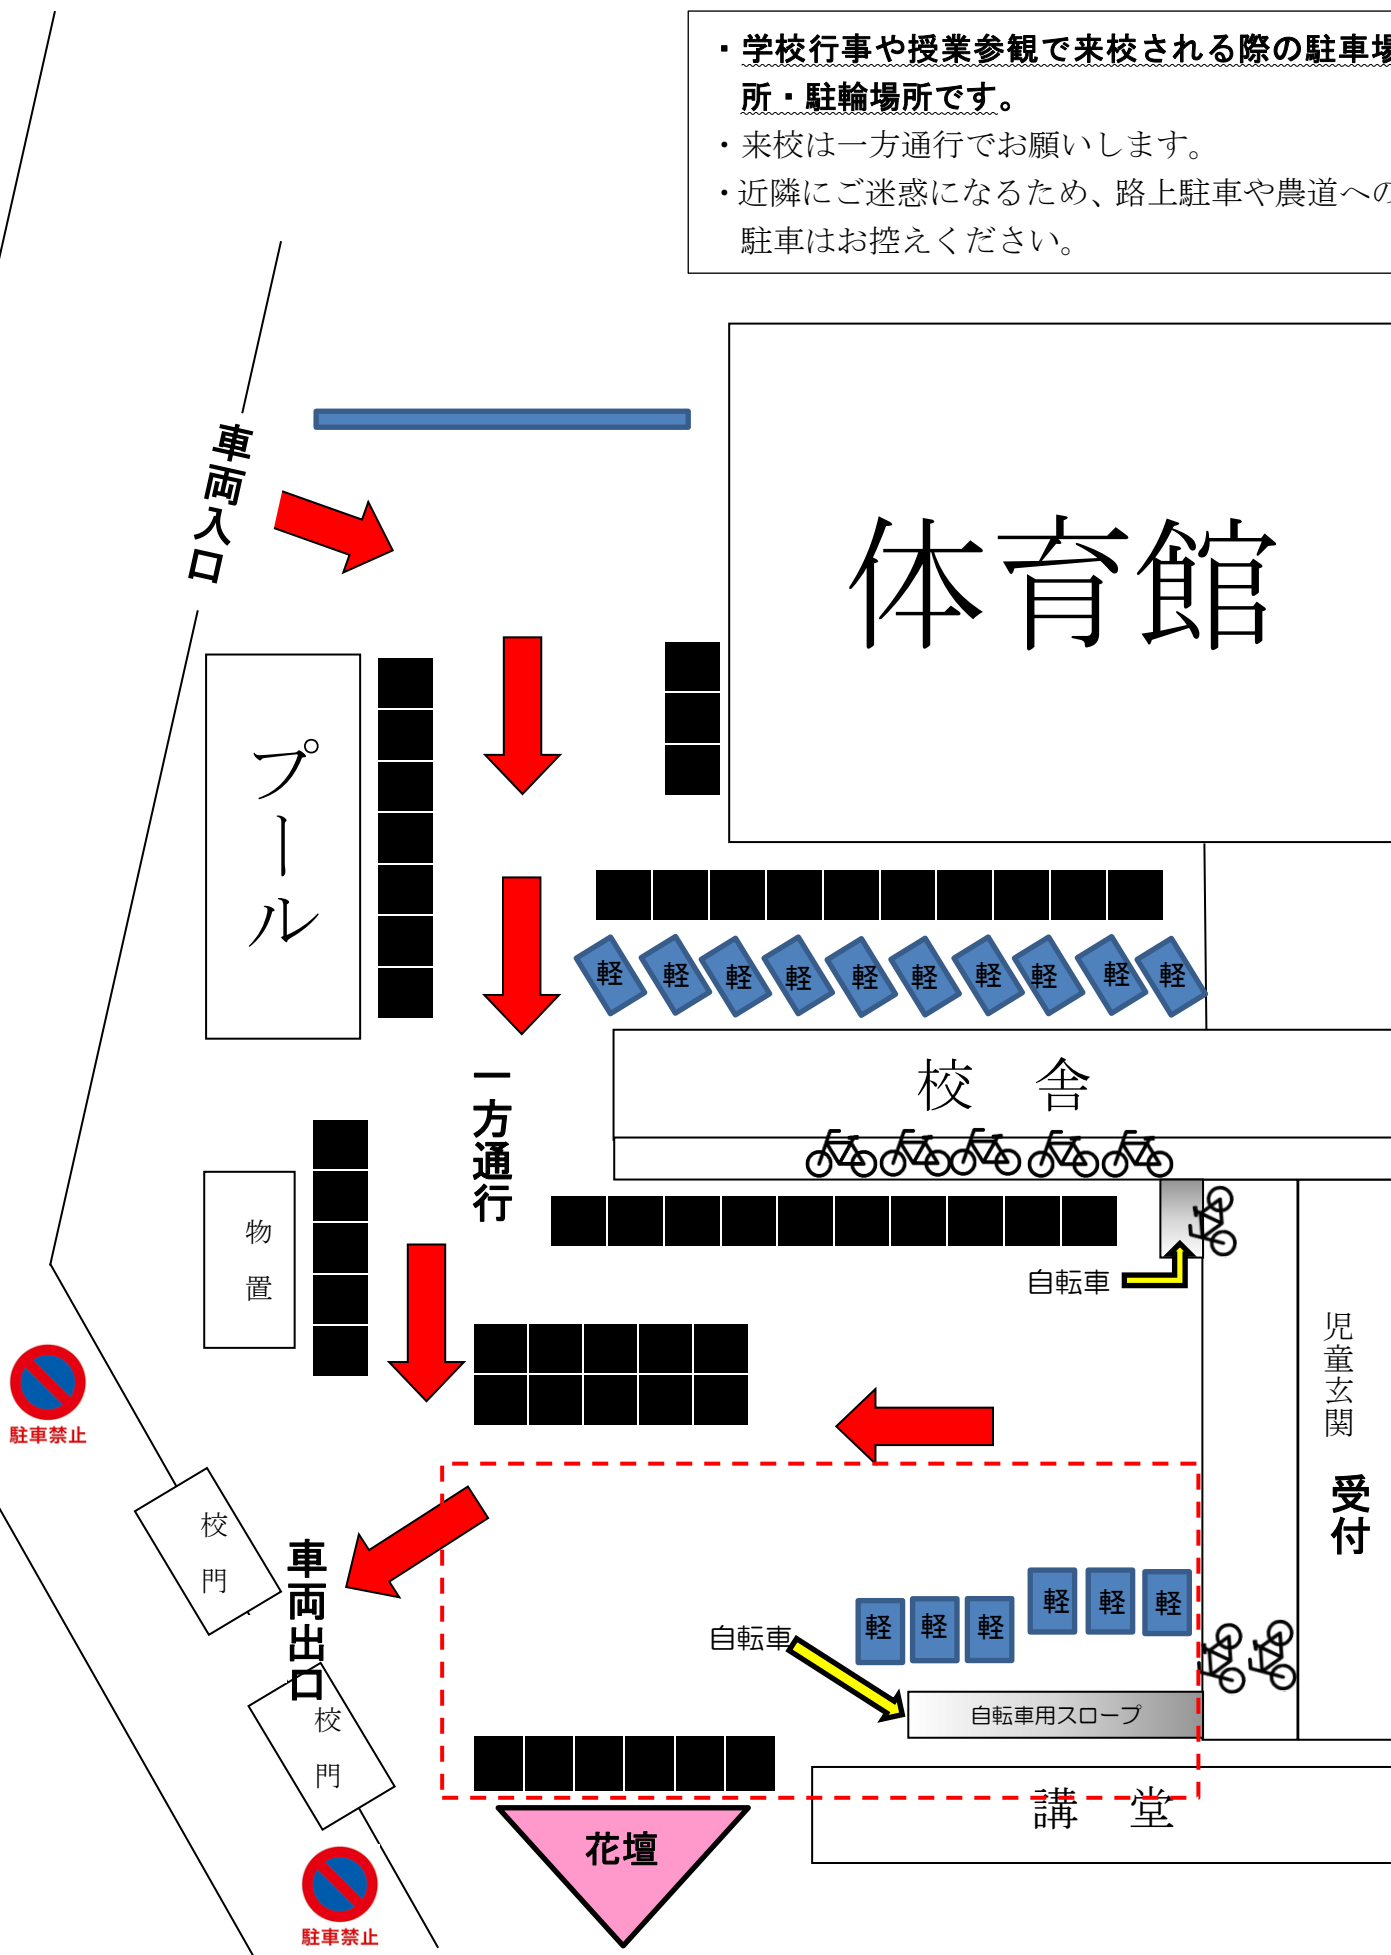 ・学校行事や授業参観で来校される際の駐車場
所・駐輪場所です。
・来校は一方通行でお願いします。
・近隣にご迷惑になるため、路上駐車や農道への
駐車はお控えください。
車両入口
体育館
プール
軽
軽
軽
軽
軽
軽
軽
軽
軽
軽
校 舎
一方通行
物置
自転車
児童玄関
受付
駐車禁止
校門
車両出口
軽
軽
軽
軽
軽
軽
自転車
自転車用スロープ
校門
講 堂
花壇
駐車禁止